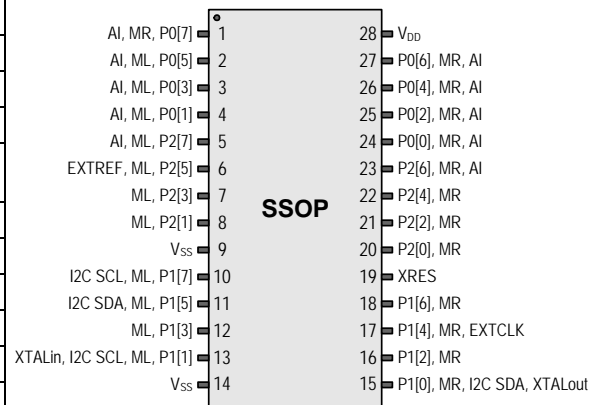 AI, MR, P0[7] 1 28 VDD
AI, ML, P0[5] 2 27 P0[6], MR, AI
AI, ML, P0[3] 3 26 P0[4], MR, AI
AI, ML, P0[1] 4 25 P0[2], MR, AI
AI, ML, P2[7] 5 24 P0[0], MR, AI
EXTREF, ML, P2[5] 6 23 P2[6], MR, AI
ML, P2[3] 7 22 P2[4], MR
SSOP
ML, P2[1] 8 21 P2[2], MR
VSS 9 20 P2[0], MR
I2C SCL, ML, P1[7] 10 19 XRES
I2C SDA, ML, P1[5] 11 18 P1[6], MR
ML, P1[3] 12 17 P1[4], MR, EXTCLK
XTALin, I2C SCL, ML, P1[1] 13 16 P1[2], MR
VSS 14 15 P1[0], MR, I2C SDA, XTALout